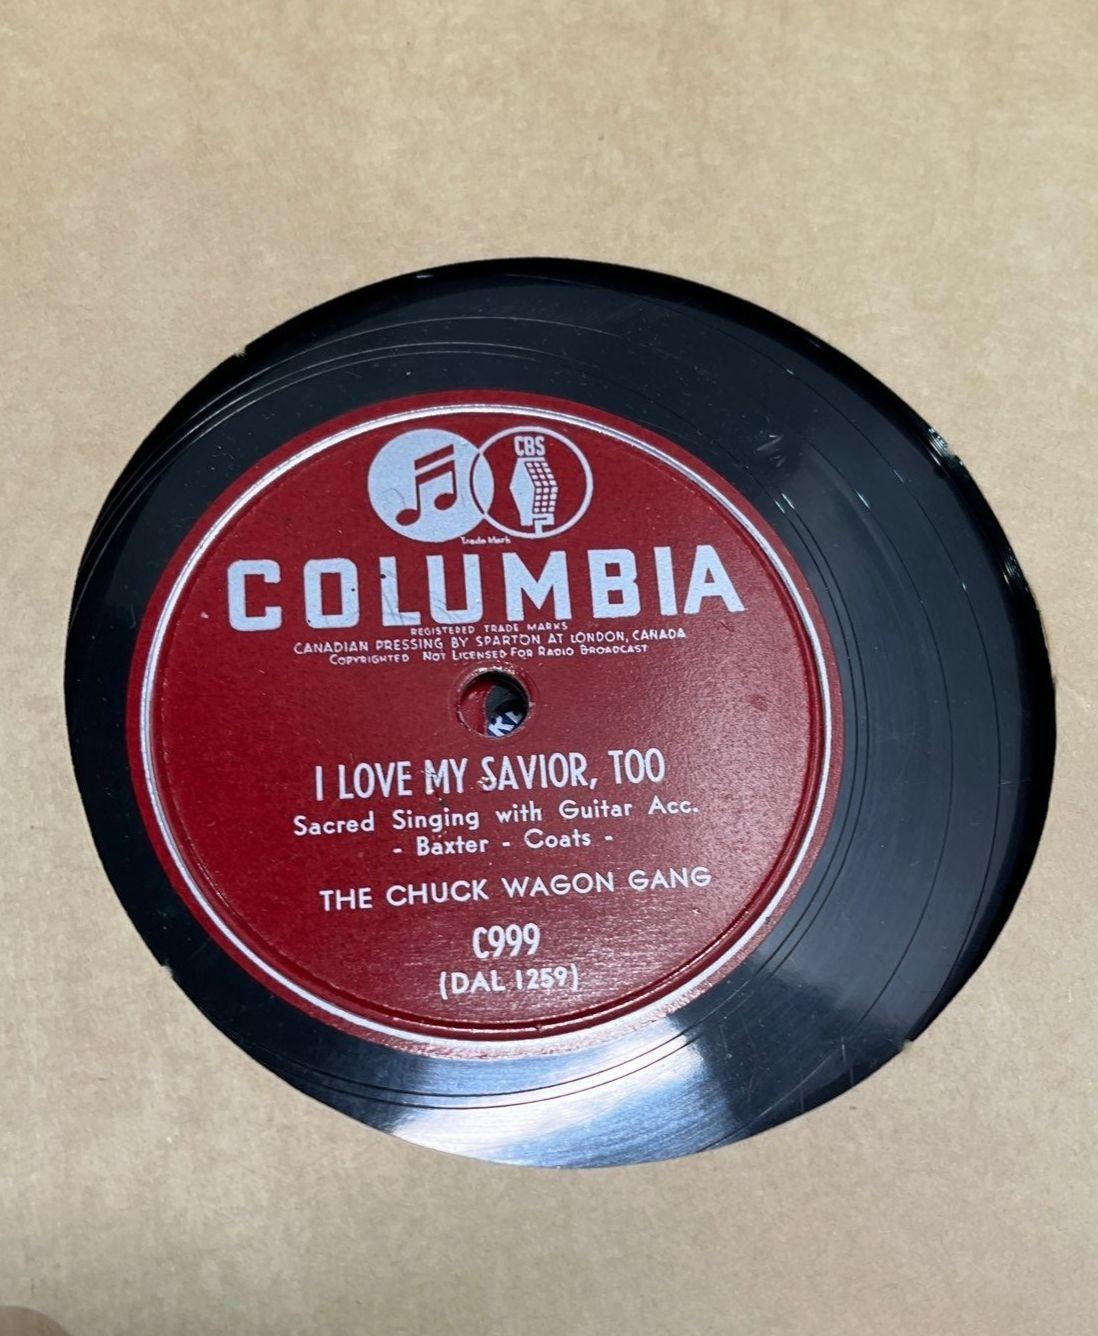 CBS
Trade Mark
COLUMBIA
REGISTERED TRADE MARKS
CANADIAN PRESSING BY SPARTON AT LONDON, CANADA
COPYRIGHTED NOT LICENSED FOR RADIO BROADCAST
I LOVE MY SAVIOR, TOO
Sacred Singing with Guitar Acc.
- Baxter - Coats -
THE CHUCK WAGON GANG
C999
(DAL 1259)